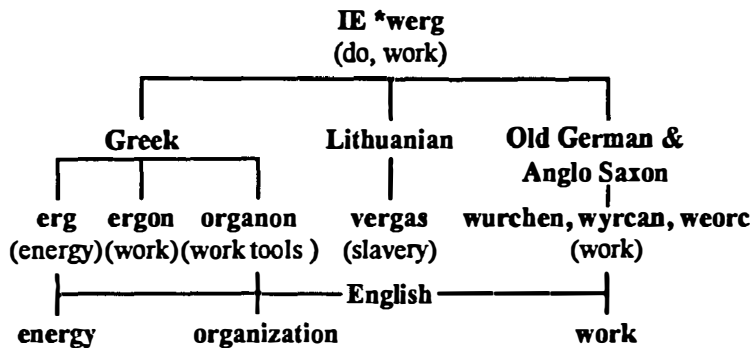 IE *werg
(do, work)
Greek Lithuanian Old German &
Anglo Saxon
erg ergon organon vergas wurchen, wyrcan, weorc
(energy) (work) (work tools ) (slavery) (work)
English
energy organization work